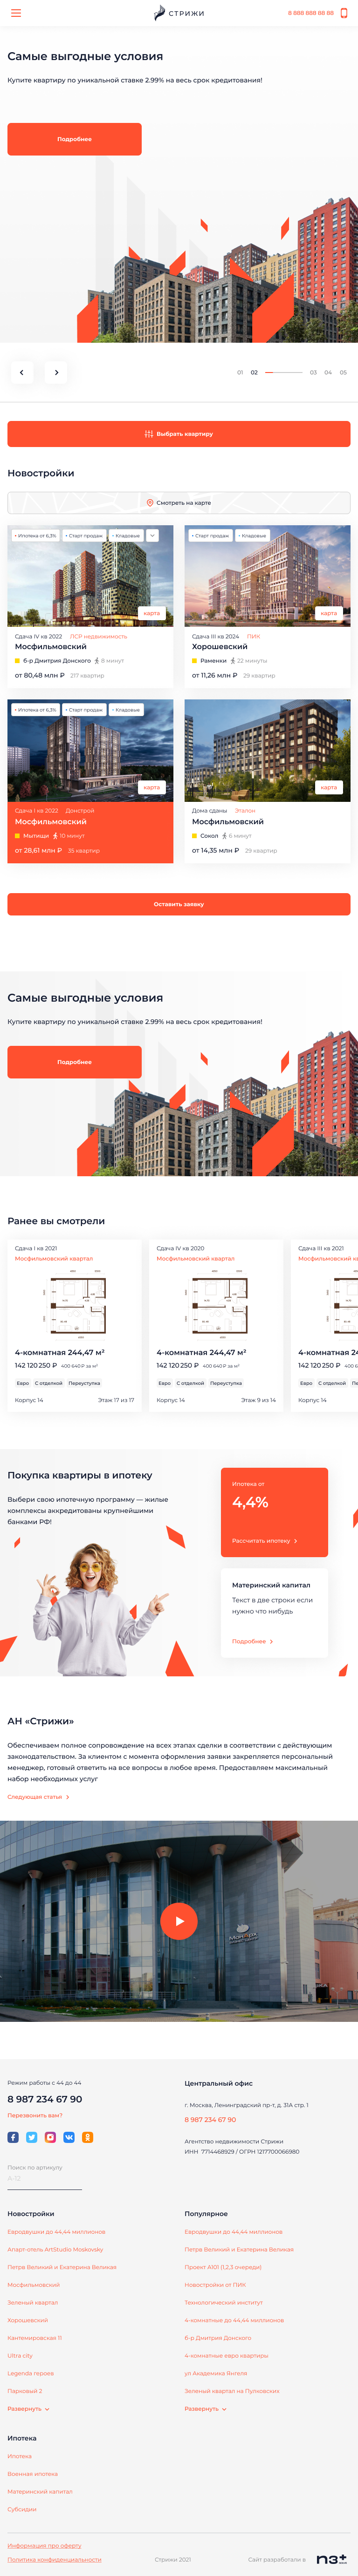 СТРИЖИ
8 888 888 88 88
Самые выгодные условия
Купите квартиру по уникальной ставке 2.99% на весь срок кредитования!
Подробнее
01 02 03 04 05
Выбрать квартиру
Новостройки
Смотреть на карте
• Ипотека от 6,3% • Старт продаж • Кладовые
карта
Сдача IV кв 2022 ЛСР недвижимость
Мосфильмовский
б-р Дмитрия Донского 8 минут
от 80,48 млн ₽ 217 квартир
• Старт продаж • Кладовые
карта
Сдача III кв 2024 ПИК
Хорошевский
Раменки 22 минуты
от 11,26 млн ₽ 29 квартир
• Ипотека от 6,3% • Старт продаж • Кладовые
карта
Сдача I кв 2022 Донстрой
Мосфильмовский
Мытищи 10 минут
от 28,61 млн ₽ 35 квартир
карта
Дома сданы Эталон
Мосфильмовский
Сокол 6 минут
от 14,35 млн ₽ 29 квартир
Оставить заявку
Самые выгодные условия
Купите квартиру по уникальной ставке 2.99% на весь срок кредитования!
Подробнее
Ранее вы смотрели
Сдача I кв 2021
Мосфильмовский квартал
4-комнатная 244,47 м²
142 120 250 ₽ 400 640 ₽ за м²
Евро С отделкой Переуступка
Корпус 14 Этаж 17 из 17
Сдача IV кв 2020
Мосфильмовский квартал
4-комнатная 244,47 м²
142 120 250 ₽ 400 640 ₽ за м²
Евро С отделкой Переуступка
Корпус 14 Этаж 9 из 14
Сдача III кв 2021
Мосфильмовский кв
4-комнатная 24
142 120 250 ₽ 400 6
Евро С отделкой Пе
Корпус 14
Покупка квартиры в ипотеку
Выбери свою ипотечную программу — жилые
комплексы аккредитованы крупнейшими
банками РФ!
Ипотека от
4,4%
Рассчитать ипотеку
Материнский капитал
Текст в две строки если
нужно что нибудь
Подробнее
АН «Стрижи»
Обеспечиваем полное сопровождение на всех этапах сделки в соответствии с действующим
законодательством. За клиентом с момента оформления заявки закрепляется персональный
менеджер, готовый ответить на все вопросы в любое время. Предоставляем максимальный
набор необходимых услуг
Следующая статья
Режим работы с 44 до 44
8 987 234 67 90
Перезвонить вам?
Поиск по артикулу
А-12
Центральный офис
г. Москва, Ленинградский пр-т, д. 31А стр. 1
8 987 234 67 90
Агентство недвижимости Стрижи
ИНН 7714468929 / ОГРН 1217700066980
Новостройки
Евродвушки до 44,44 миллионов
Апарт-отель ArtStudio Moskovsky
Петра Великий и Екатерина Великая
Мосфильмовский
Зеленый квартал
Хорошевский
Кантемировская 11
Ultra city
Legenda героев
Парковый 2
Развернуть
Популярное
Евродвушки до 44,44 миллионов
Петра Великий и Екатерина Великая
Проект А101 (1,2,3 очереди)
Новостройки от ПИК
Технологический институт
4-комнатные до 44,44 миллионов
б-р Дмитрия Донского
4-комнатные евро квартиры
ул Академика Янгеля
Зеленый квартал на Пулковских
Развернуть
Ипотека
Ипотека
Военная ипотека
Материнский капитал
Субсидии
Информация про оферту
Политика конфиденциальности
Стрижи 2021
Сайт разработали в